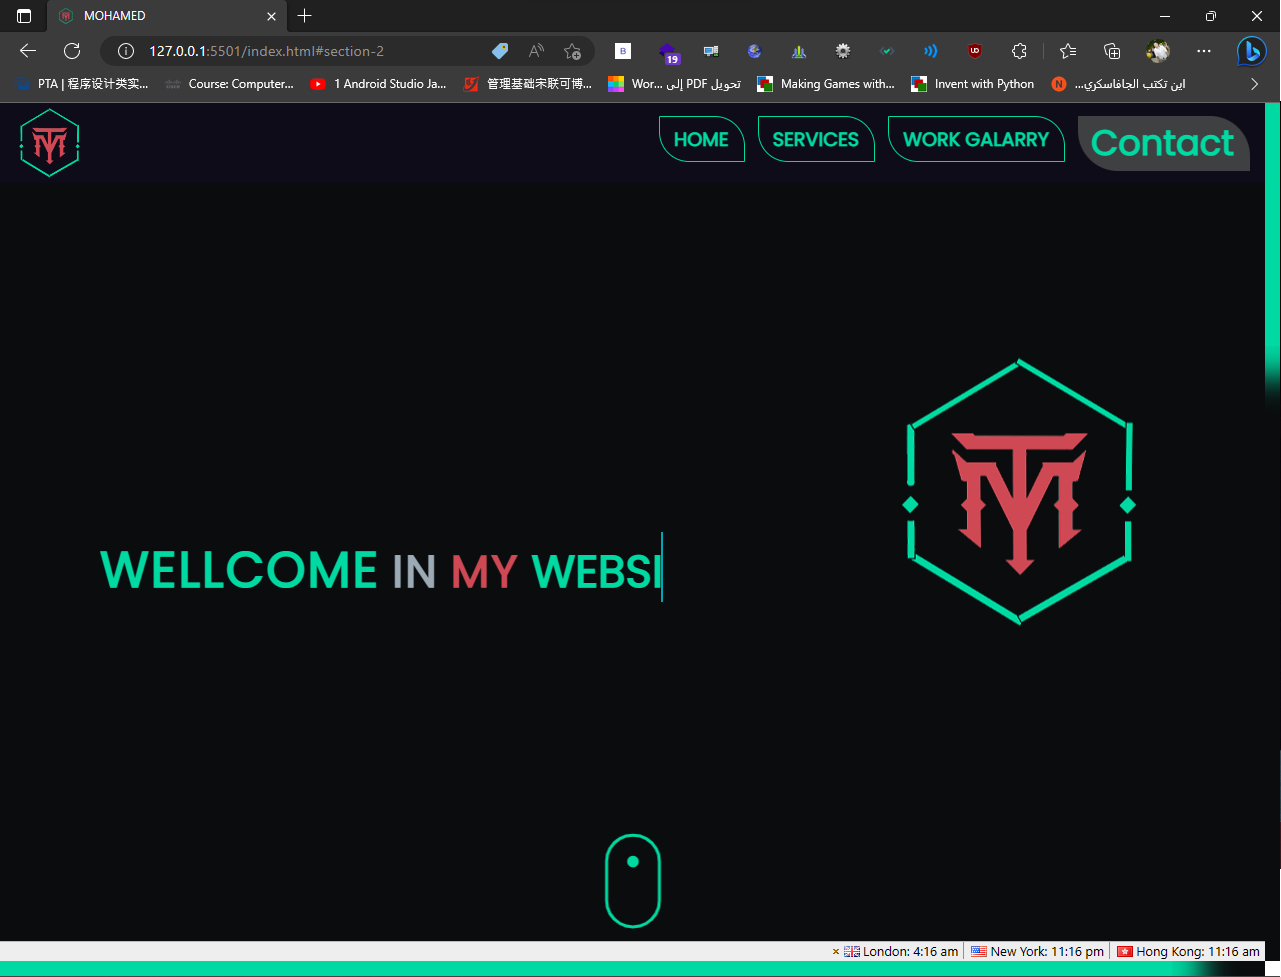 MOHAMED
127.0.0.1:5501/index.html#section-2
B
19
PTA | 程序设计类实...
Course: Computer...
1 Android Studio Ja...
管理基础宋联可博...
تحويل PDF إلى Wor...
Making Games with...
Invent with Python
N
اين تكتب الجافاسكري...
HOME
SERVICES
WORK GALARRY
Contact
WELLCOME IN MY WEBSI
London: 4:16 am
New York: 11:16 pm
Hong Kong: 11:16 am